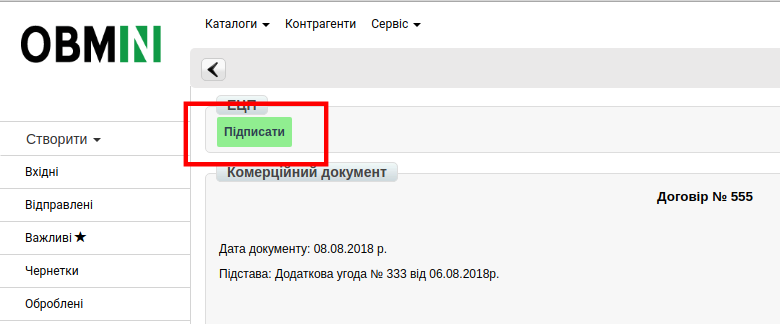 OBMIN
Каталоги Контрагенти Сервіс
ЕЦП
Підписати
Створити
Вхідні
Відправлені
Важливі
Чернетки
Оброблені
Комерційний документ
Договір № 555
Дата документу: 08.08.2018 р.
Підстава: Додаткова угода № 333 від 06.08.2018р.